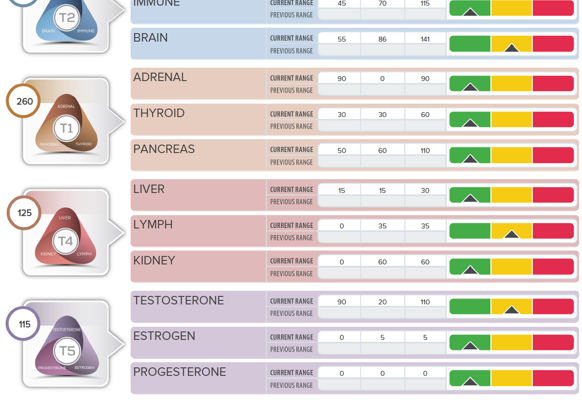 IMMUNE
CURRENT RANGE 45 70 115
PREVIOUS RANGE
T2
BRAIN IMMUNE
BRAIN
CURRENT RANGE 55 86 141
PREVIOUS RANGE
260
ADRENAL
T1
PANCREAS THYROID
ADRENAL
CURRENT RANGE 90 0 90
PREVIOUS RANGE
THYROID
CURRENT RANGE 30 30 60
PREVIOUS RANGE
PANCREAS
CURRENT RANGE 50 60 110
PREVIOUS RANGE
125
LIVER
T4
KIDNEY LYMPH
LIVER
CURRENT RANGE 15 15 30
PREVIOUS RANGE
LYMPH
CURRENT RANGE 0 35 35
PREVIOUS RANGE
KIDNEY
CURRENT RANGE 0 60 60
PREVIOUS RANGE
115
TESTOSTERONE
T5
PROGESTERONE ESTROGEN
TESTOSTERONE
CURRENT RANGE 90 20 110
PREVIOUS RANGE
ESTROGEN
CURRENT RANGE 0 5 5
PREVIOUS RANGE
PROGESTERONE
CURRENT RANGE 0 0 0
PREVIOUS RANGE